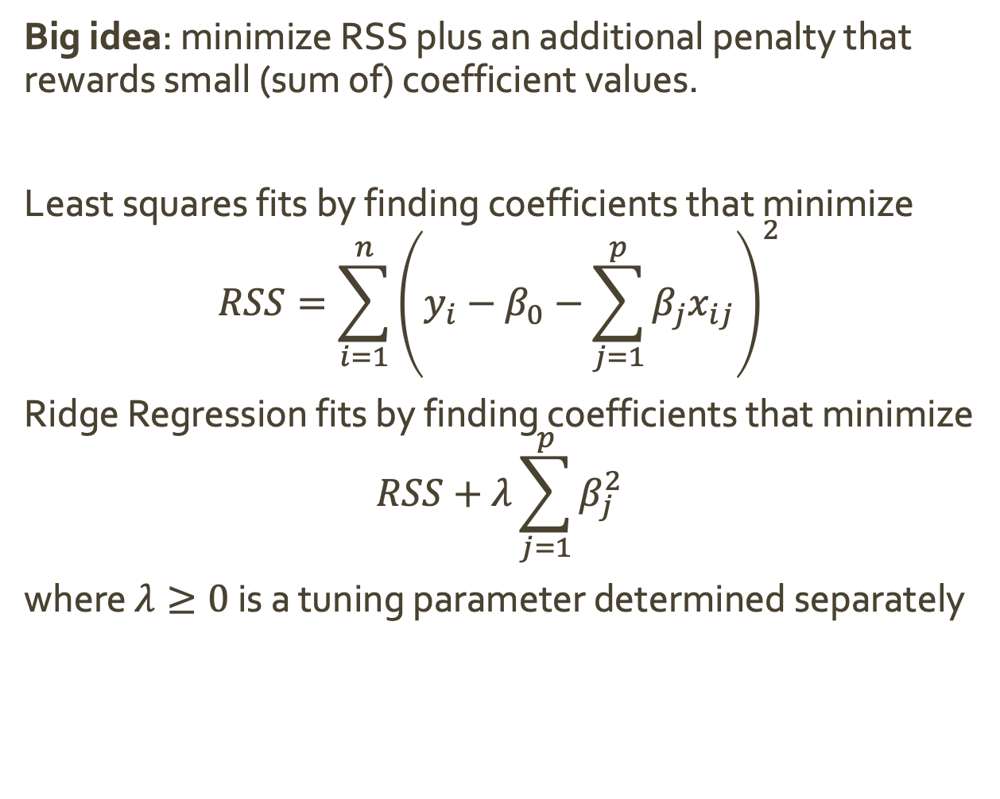 Big idea: minimize RSS plus an additional penalty that
rewards small (sum of) coefficient values.
Least squares fits by finding coefficients that minimize
$RSS = \sum_{i=1}^{n} \left( y_i - \beta_0 - \sum_{j=1}^{p} \beta_j x_{ij} \right)^2$
Ridge Regression fits by finding coefficients that minimize
$RSS + \lambda \sum_{j=1}^{p} \beta_j^2$
where $\lambda \geq 0$ is a tuning parameter determined separately